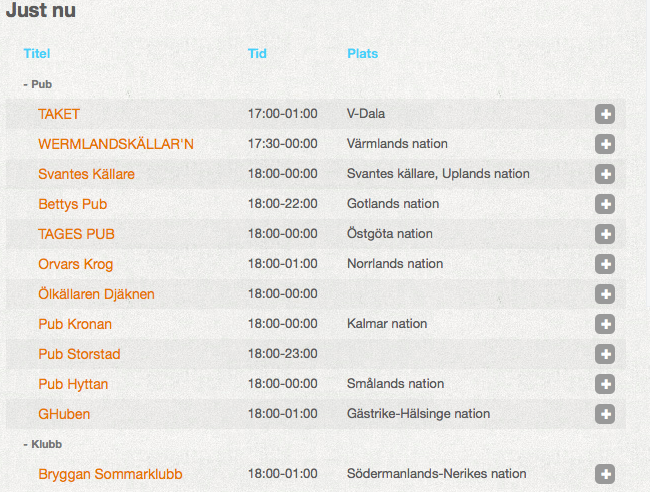 Just nu
Titel Tid Plats
- Pub
TAKET 17:00-01:00 V-Dala
WERMLANDSKÄLLAR'N 17:30-00:00 Värmlands nation
Svantes Källare 18:00-00:00 Svantes källare, Uplands nation
Bettys Pub 18:00-22:00 Gotlands nation
TAGES PUB 18:00-00:00 Östgöta nation
Orvars Krog 18:00-01:00 Norrlands nation
Ölkällaren Djäknen 18:00-00:00
Pub Kronan 18:00-00:00 Kalmar nation
Pub Storstad 18:00-23:00
Pub Hyttan 18:00-00:00 Smålands nation
GHuben 18:00-01:00 Gästrike-Hälsinge nation
- Klubb
Bryggan Sommarklubb 18:00-01:00 Södermanlands-Nerikes nation